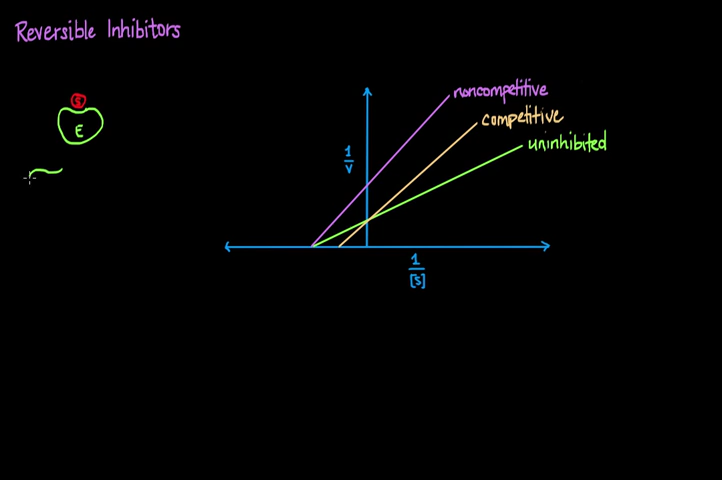 Reversible Inhibitors
S
E
noncompetitive
competitive
uninhibited
1
v
1
[S]